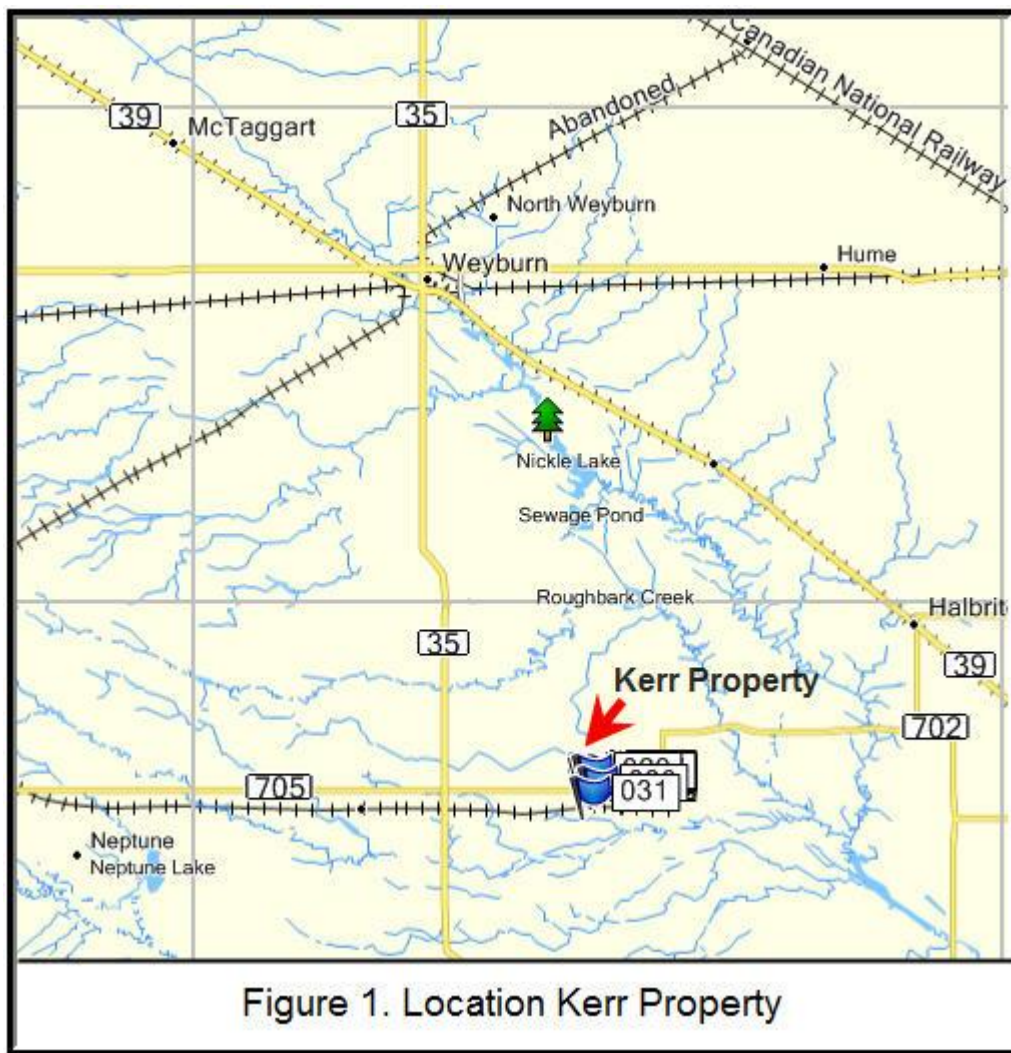 Canadian National Railway
Abandoned
39
35
McTaggart
North Weyburn
Hume
Weyburn
Nickle Lake
Sewage Pond
Roughbark Creek
Halbrit
35
39
Kerr Property
702
705
031
Neptune
Neptune Lake
Figure 1. Location Kerr Property